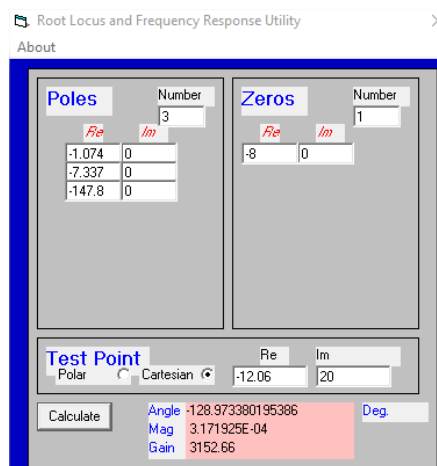 Root Locus and Frequency Response Utility
About
Poles Number
3
Re Im
-1.074 0
-7.337 0
-147.8 0
Zeros Number
1
Re Im
-8 0
Test Point Re Im
Polar Cartesian -12.06 20
Calculate
Angle -128.973380195386 Deg.
Mag 3.171925E-04
Gain 3152.66